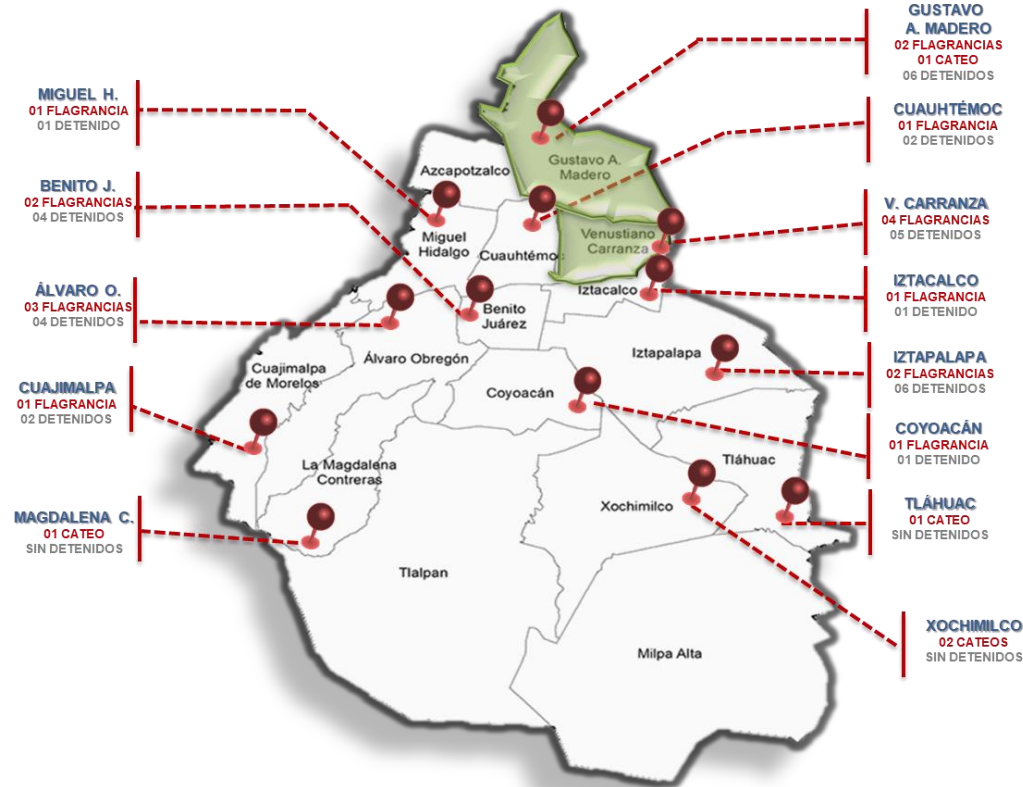 GUSTAVO
A. MADERO
02 FLAGRANCIAS
01 CATEO
06 DETENIDOS
MIGUEL H.
01 FLAGRANCIA
01 DETENIDO
CUAUHTÉMOC
01 FLAGRANCIA
02 DETENIDOS
BENITO J.
02 FLAGRANCIAS
04 DETENIDOS
V. CARRANZA
04 FLAGRANCIAS
05 DETENIDOS
ÁLVARO O.
03 FLAGRANCIAS
04 DETENIDOS
IZTACALCO
01 FLAGRANCIA
01 DETENIDO
IZTAPALAPA
02 FLAGRANCIAS
06 DETENIDOS
CUAJIMALPA
01 FLAGRANCIA
02 DETENIDOS
COYOACÁN
01 FLAGRANCIA
01 DETENIDO
MAGDALENA C.
01 CATEO
SIN DETENIDOS
TLÁHUAC
01 CATEO
SIN DETENIDOS
XOCHIMILCO
02 CATEOS
SIN DETENIDOS
Azcapotzalco
Gustavo A.
Madero
Miguel
Hidalgo
Cuauhtémoc
Venustiano
Carranza
Iztacalco
Benito
Juárez
Iztapalapa
Álvaro Obregón
Cuajimalpa
de Morelos
Coyoacán
La Magdalena
Contreras
Tláhuac
Xochimilco
Tlalpan
Milpa Alta